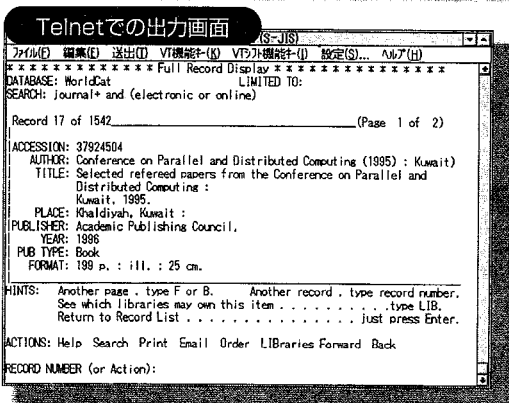 Telnetでの出力画面
(S-JIS)
ファイル(F) 編集(E) 送出(T) VT機能キー(K) VTシフト機能キー(J) 設定(S)... ヘルプ(H)
* * * * * * * * * * * * * Full Record Display * * * * * * * * * * * * * * *
DATABASE: WorldCat LIMITED TO:
SEARCH: journal+ and (electronic or online)
Record 17 of 1542 (Page 1 of 2)
ACCESSION: 37924504
AUTHOR: Conference on Parallel and Distributed Computing (1995) : Kuwait)
TITLE: Selected refereed papers from the Conference on Parallel and
Distributed Computing :
Kuwait, 1995.
PLACE: Khaldiyah, Kuwait :
PUBLISHER: Academic Publishing Council,
YEAR: 1996
PUB TYPE: Book
FORMAT: 199 p. : ill. : 25 cm.
HINTS: Another page . type F or B. Another record . type record number.
See which libraries may own this item . . . . . . . . . .type LIB.
Return to Record List . . . . . . . . . . . . . . . just press Enter.
ACTIONS: Help Search Print Email Order LIBraries Forward Back
RECORD NUMBER (or Action):